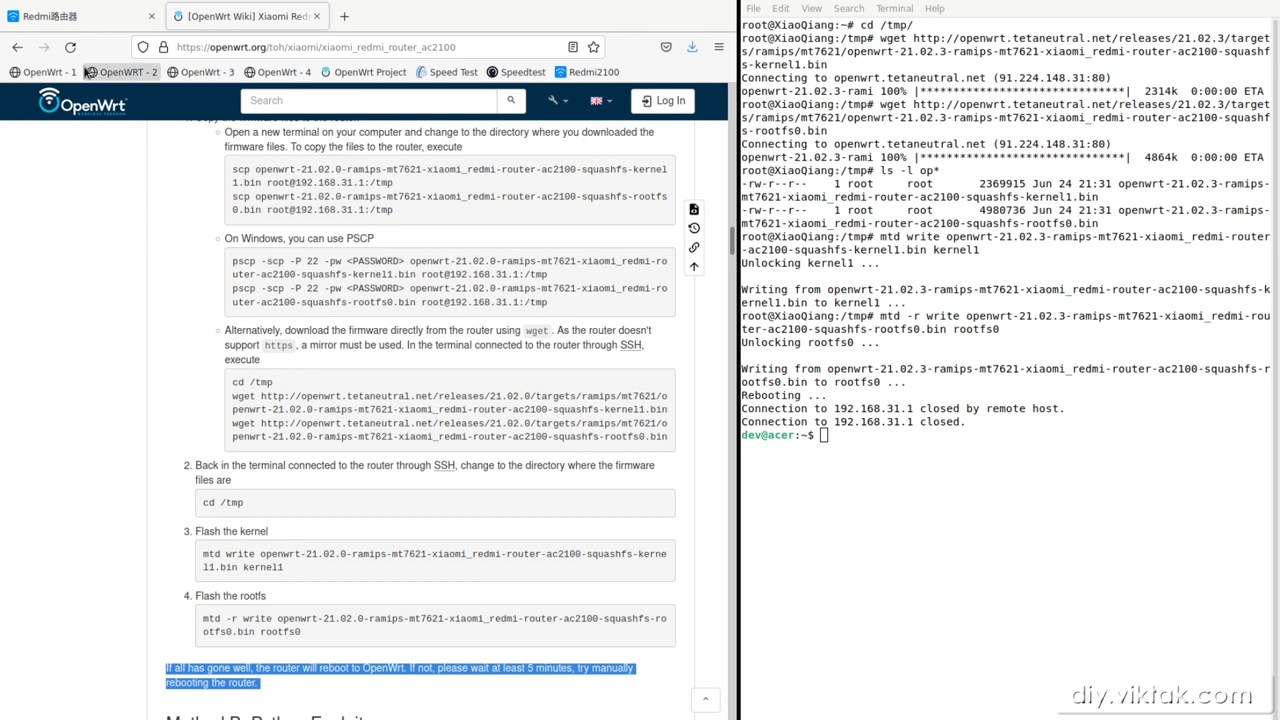 Redmi路由器
[OpenWrt Wiki] Xiaomi Red
https://openwrt.org/toh/xiaomi/xiaomi_redmi_router_ac2100
OpenWrt - 1
OpenWRT - 2
OpenWrt - 3
OpenWrt - 4
OpenWrt Project
Speed Test
Speedtest
Redmi2100
OpenWrt
Search
Log In
Open a new terminal on your computer and change to the directory where you downloaded the
firmware files. To copy the files to the router, execute
scp openwrt-21.02.0-ramips-mt7621-xiaomi_redmi-router-ac2100-squashfs-kernel
1.bin root@192.168.31.1:/tmp
scp openwrt-21.02.0-ramips-mt7621-xiaomi_redmi-router-ac2100-squashfs-rootfs
0.bin root@192.168.31.1:/tmp
On Windows, you can use PSCP
pscp -scp -P 22 -pw <PASSWORD> openwrt-21.02.0-ramips-mt7621-xiaomi_redmi-ro
uter-ac2100-squashfs-kernel1.bin root@192.168.31.1:/tmp
pscp -scp -P 22 -pw <PASSWORD> openwrt-21.02.0-ramips-mt7621-xiaomi_redmi-ro
uter-ac2100-squashfs-rootfs0.bin root@192.168.31.1:/tmp
Alternatively, download the firmware directly from the router using wget. As the router doesn't
support https, a mirror must be used. In the terminal connected to the router through SSH,
execute
cd /tmp
wget http://openwrt.tetaneutral.net/releases/21.02.0/targets/ramips/mt7621/o
penwrt-21.02.0-ramips-mt7621-xiaomi_redmi-router-ac2100-squashfs-kernel1.bin
wget http://openwrt.tetaneutral.net/releases/21.02.0/targets/ramips/mt7621/o
penwrt-21.02.0-ramips-mt7621-xiaomi_redmi-router-ac2100-squashfs-rootfs0.bin
2. Back in the terminal connected to the router through SSH, change to the directory where the firmware
files are
cd /tmp
3. Flash the kernel
mtd write openwrt-21.02.0-ramips-mt7621-xiaomi_redmi-router-ac2100-squashfs-kerne
l1.bin kernel1
4. Flash the rootfs
mtd -r write openwrt-21.02.0-ramips-mt7621-xiaomi_redmi-router-ac2100-squashfs-ro
otfs0.bin rootfs0
If all has gone well, the router will reboot to OpenWrt. If not, please wait at least 5 minutes, try manually
rebooting the router.
File Edit View Search Terminal Help
root@XiaoQiang:~# cd /tmp/
root@XiaoQiang:/tmp# wget http://openwrt.tetaneutral.net/releases/21.02.3/target
s/ramips/mt7621/openwrt-21.02.3-ramips-mt7621-xiaomi_redmi-router-ac2100-squashf
s-kernel1.bin
Connecting to openwrt.tetaneutral.net (91.224.148.31:80)
openwrt-21.02.3-rami 100% |*******************************| 2314k 0:00:00 ETA
root@XiaoQiang:/tmp# wget http://openwrt.tetaneutral.net/releases/21.02.3/target
s/ramips/mt7621/openwrt-21.02.3-ramips-mt7621-xiaomi_redmi-router-ac2100-squashf
s-rootfs0.bin
Connecting to openwrt.tetaneutral.net (91.224.148.31:80)
openwrt-21.02.3-rami 100% |*******************************| 4864k 0:00:00 ETA
root@XiaoQiang:/tmp# ls -l op*
-rw-r--r-- 1 root root 2369915 Jun 24 21:31 openwrt-21.02.3-ramips-
mt7621-xiaomi_redmi-router-ac2100-squashfs-kernel1.bin
-rw-r--r-- 1 root root 4980736 Jun 24 21:31 openwrt-21.02.3-ramips-
mt7621-xiaomi_redmi-router-ac2100-squashfs-rootfs0.bin
root@XiaoQiang:/tmp# mtd write openwrt-21.02.3-ramips-mt7621-xiaomi_redmi-router
-ac2100-squashfs-kernel1.bin kernel1
Unlocking kernel1 ...
Writing from openwrt-21.02.3-ramips-mt7621-xiaomi_redmi-router-ac2100-squashfs-k
ernel1.bin to kernel1 ...
root@XiaoQiang:/tmp# mtd -r write openwrt-21.02.3-ramips-mt7621-xiaomi_redmi-rou
ter-ac2100-squashfs-rootfs0.bin rootfs0
Unlocking rootfs0 ...
Writing from openwrt-21.02.3-ramips-mt7621-xiaomi_redmi-router-ac2100-squashfs-r
ootfs0.bin to rootfs0 ...
Rebooting ...
Connection to 192.168.31.1 closed by remote host.
Connection to 192.168.31.1 closed.
dev@acer:~$
diy.viktak.com